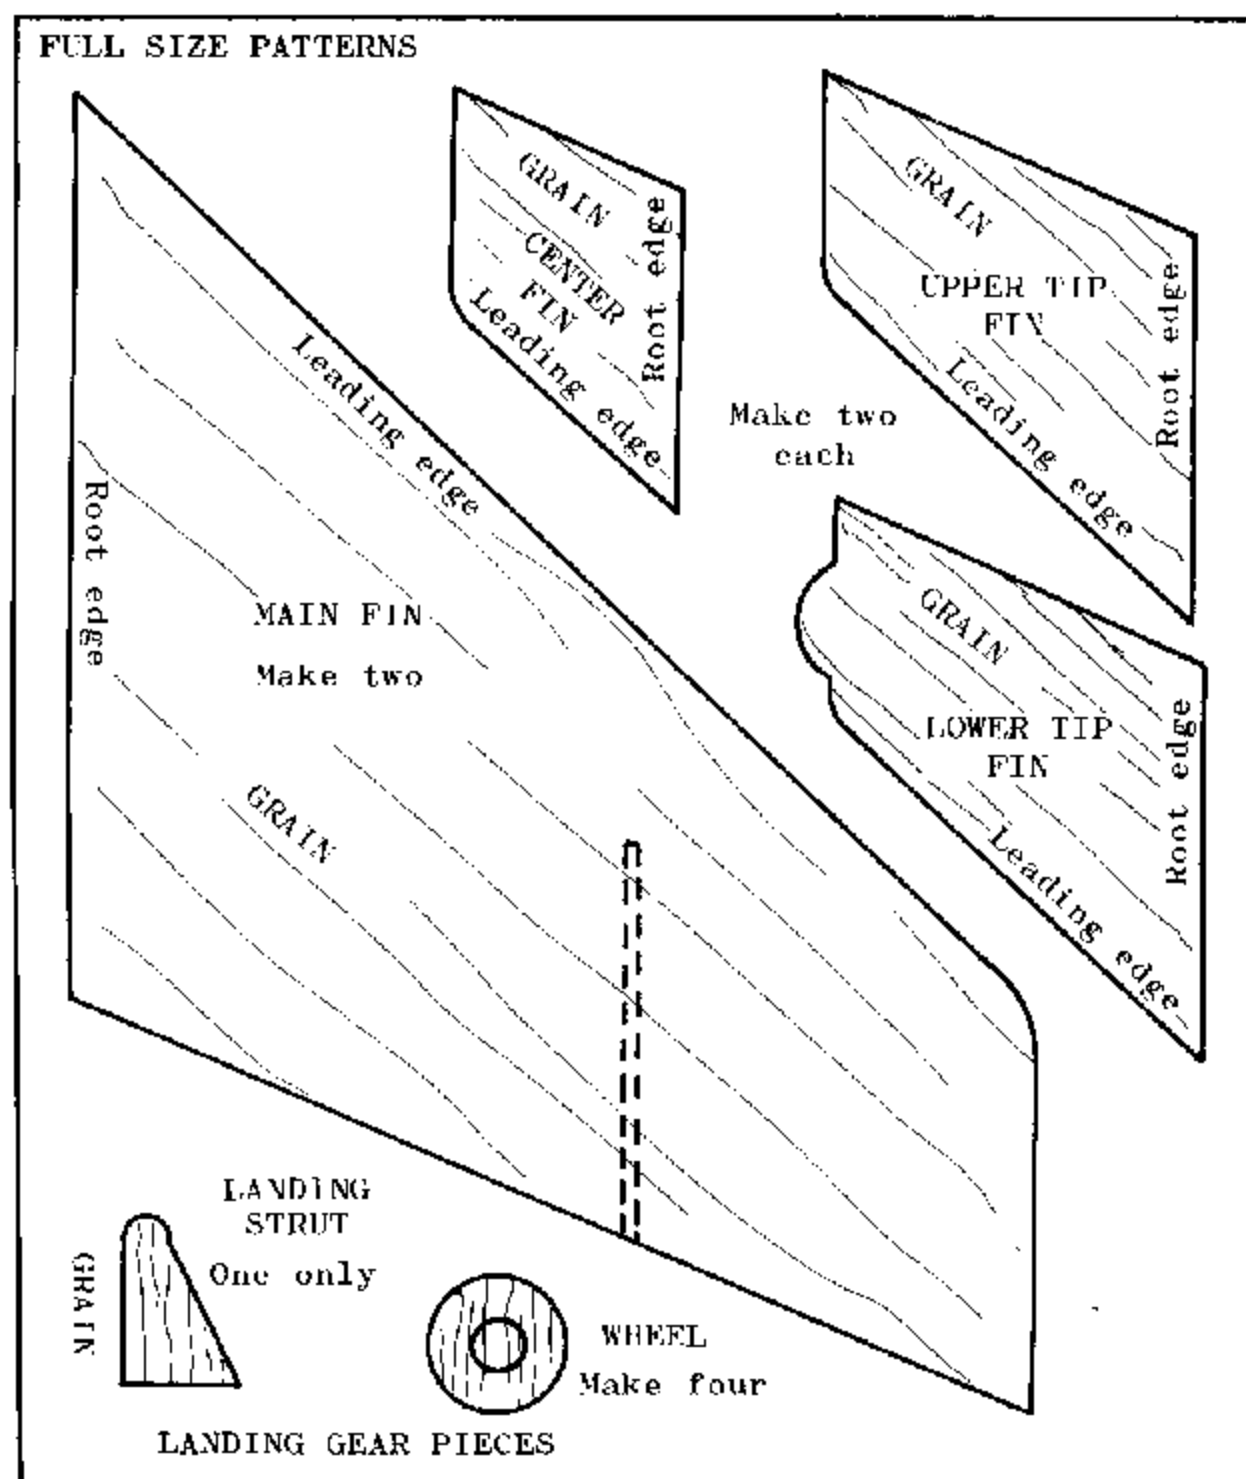 FULL SIZE PATTERNS
GRAIN
CENTER
FIN
Leading edge
Root edge
GRAIN
UPPER TIP
FIN
Leading edge
Root edge
Make two
each
Leading edge
Root edge
MAIN FIN
Make two
GRAIN
GRAIN
LOWER TIP
FIN
Leading edge
Root edge
LANDING
STRUT
One only
GRAIN
WHEEL
Make four
LANDING GEAR PIECES